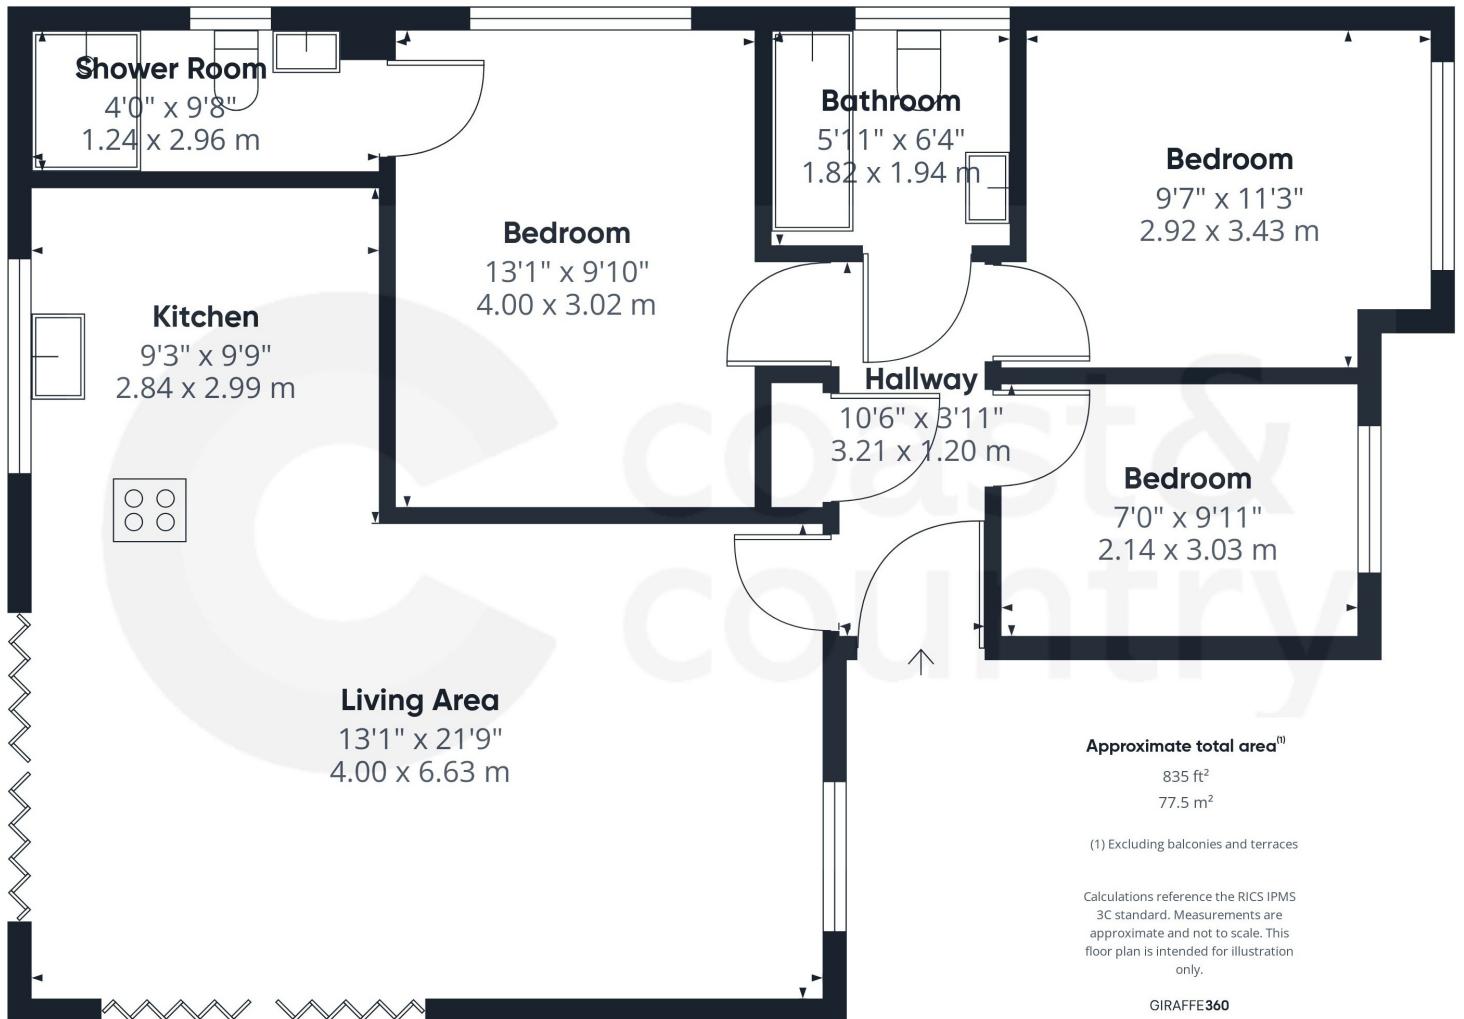 Shower Room
4'0" x 9'8"
1.24 x 2.96 m
Bathroom
5'11" x 6'4"
1.82 x 1.94 m
Bedroom
9'7" x 11'3"
2.92 x 3.43 m
Bedroom
13'1" x 9'10"
4.00 x 3.02 m
Kitchen
9'3" x 9'9"
2.84 x 2.99 m
Hallway
10'6" x 3'11"
3.21 x 1.20 m
Bedroom
7'0" x 9'11"
2.14 x 3.03 m
coast&
country
Living Area
13'1" x 21'9"
4.00 x 6.63 m
Approximate total area(1)
835 ft²
77.5 m²
(1) Excluding balconies and terraces
Calculations reference the RICS IPMS
3C standard. Measurements are
approximate and not to scale. This
floor plan is intended for illustration
only.
GIRAFFE360